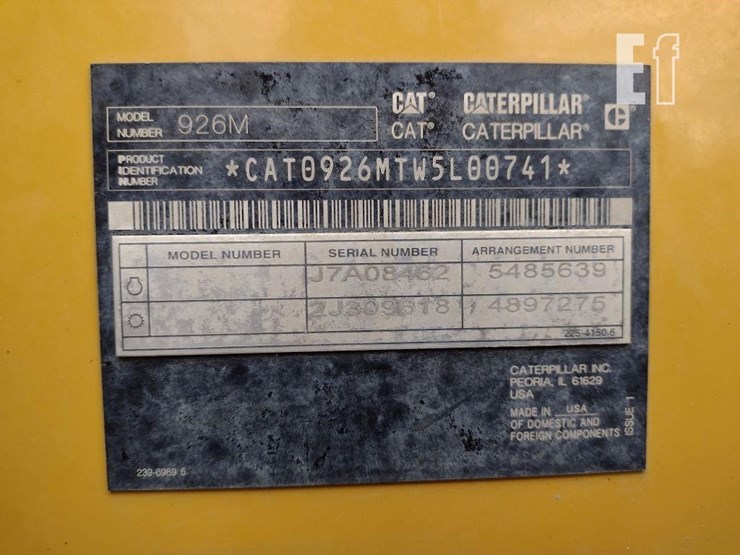 Ef
CAT® CATERPILLAR® C
MODEL NUMBER 926M
CAT® CATERPILLAR®
PRODUCT IDENTIFICATION NUMBER *CAT0926MTW5L00741*
MODEL NUMBER SERIAL NUMBER ARRANGEMENT NUMBER
J7A08462 5485639
2J309618 4897275
225-4150-5
CATERPILLAR INC.
PEORIA, IL 61629
USA
MADE IN USA
OF DOMESTIC AND
FOREIGN COMPONENTS
ISSUE 1
239-6969 5